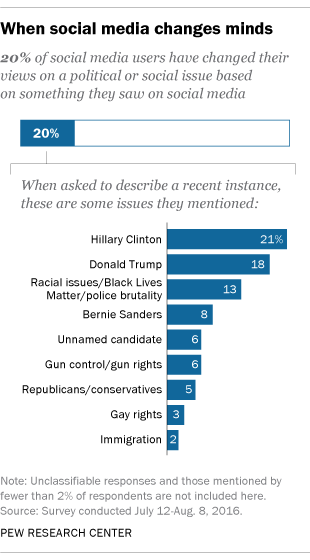 When social media changes minds
20% of social media users have changed their
views on a political or social issue based
on something they saw on social media
20%
When asked to describe a recent instance,
these are some issues they mentioned:
Hillary Clinton 21%
Donald Trump 18
Racial issues/Black Lives
Matter/police brutality 13
Bernie Sanders 8
Unnamed candidate 6
Gun control/gun rights 6
Republicans/conservatives 5
Gay rights 3
Immigration 2
Note: Unclassifiable responses and those mentioned by
fewer than 2% of respondents are not included here.
Source: Survey conducted July 12-Aug. 8, 2016.
PEW RESEARCH CENTER